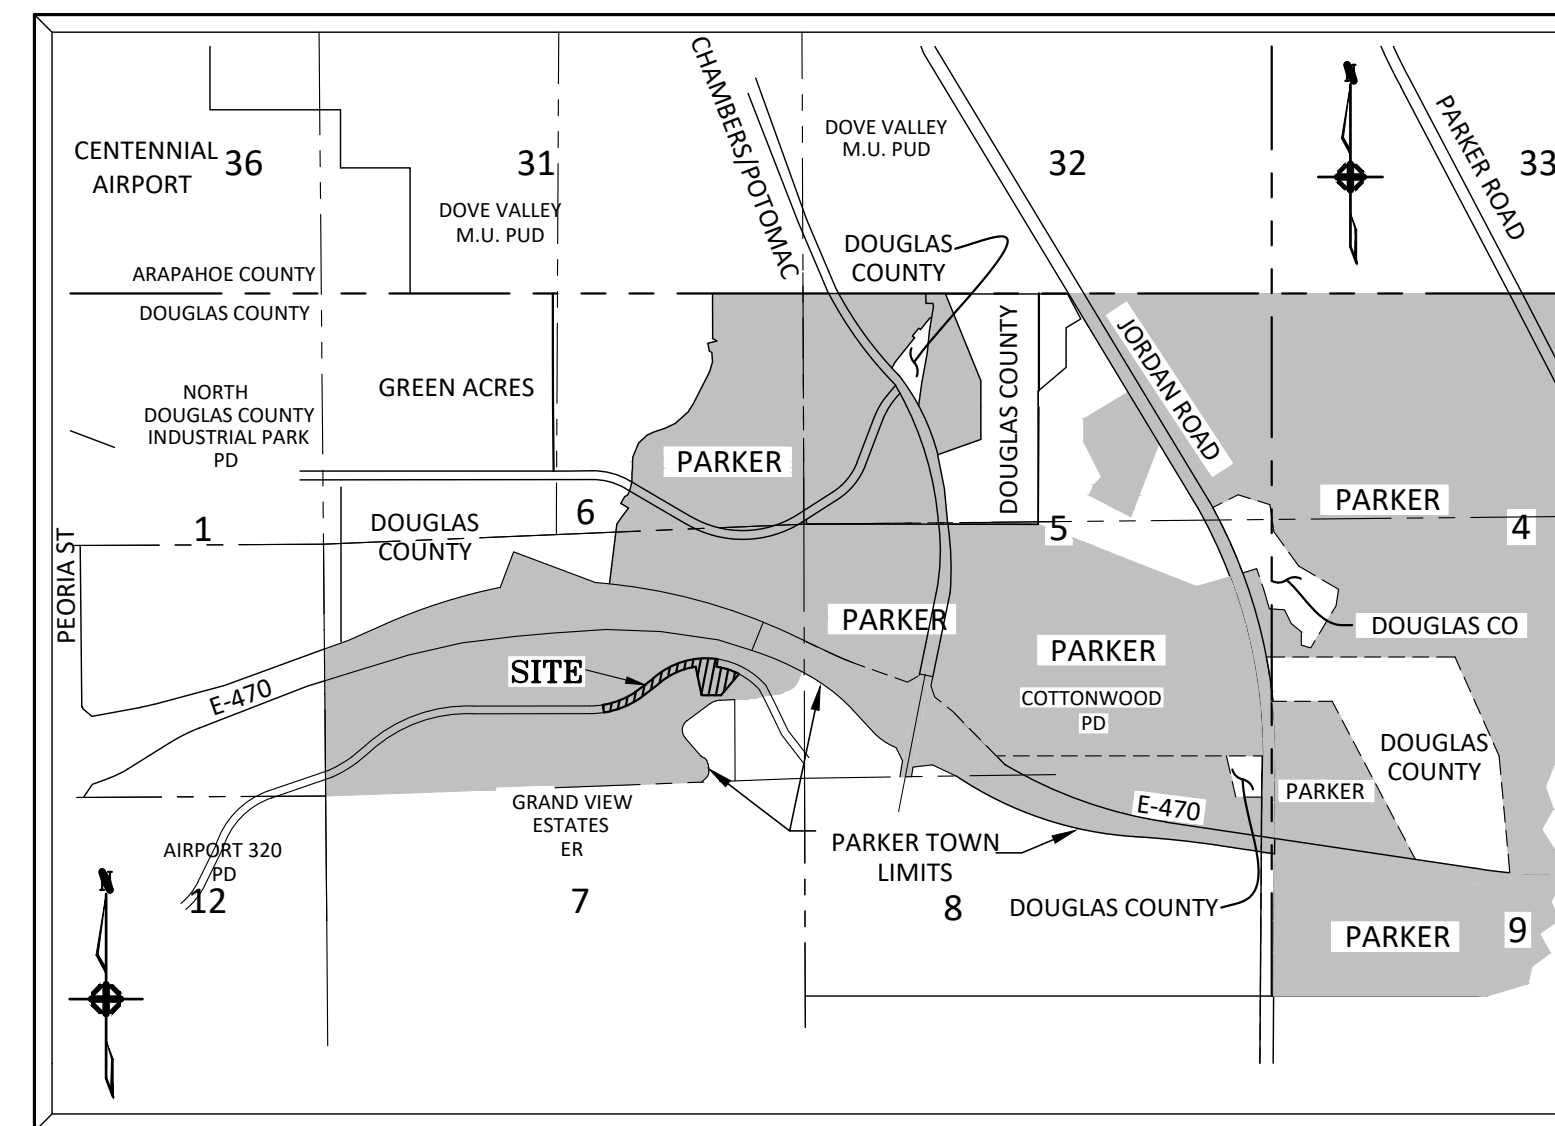 CHAMBERS/POTOMAC
N
PARKER ROAD
DOVE VALLEY
M.U. PUD
CENTENNIAL
AIRPORT
36
31
32
33
DOVE VALLEY
M.U. PUD
DOUGLAS
COUNTY
ARAPAHOE COUNTY
DOUGLAS COUNTY
JORDAN ROAD
DOUGLAS COUNTY
GREEN ACRES
NORTH
DOUGLAS COUNTY
INDUSTRIAL PARK
PD
PARKER
PARKER
1
DOUGLAS
COUNTY
6
5
4
PEORIA ST
PARKER
DOUGLAS CO
PARKER
SITE
E-470
COTTONWOOD
PD
DOUGLAS
COUNTY
PARKER
E-470
GRAND VIEW
ESTATES
ER
PARKER TOWN
LIMITS
AIRPORT 320
PD
N
12
7
8
DOUGLAS COUNTY
PARKER
9